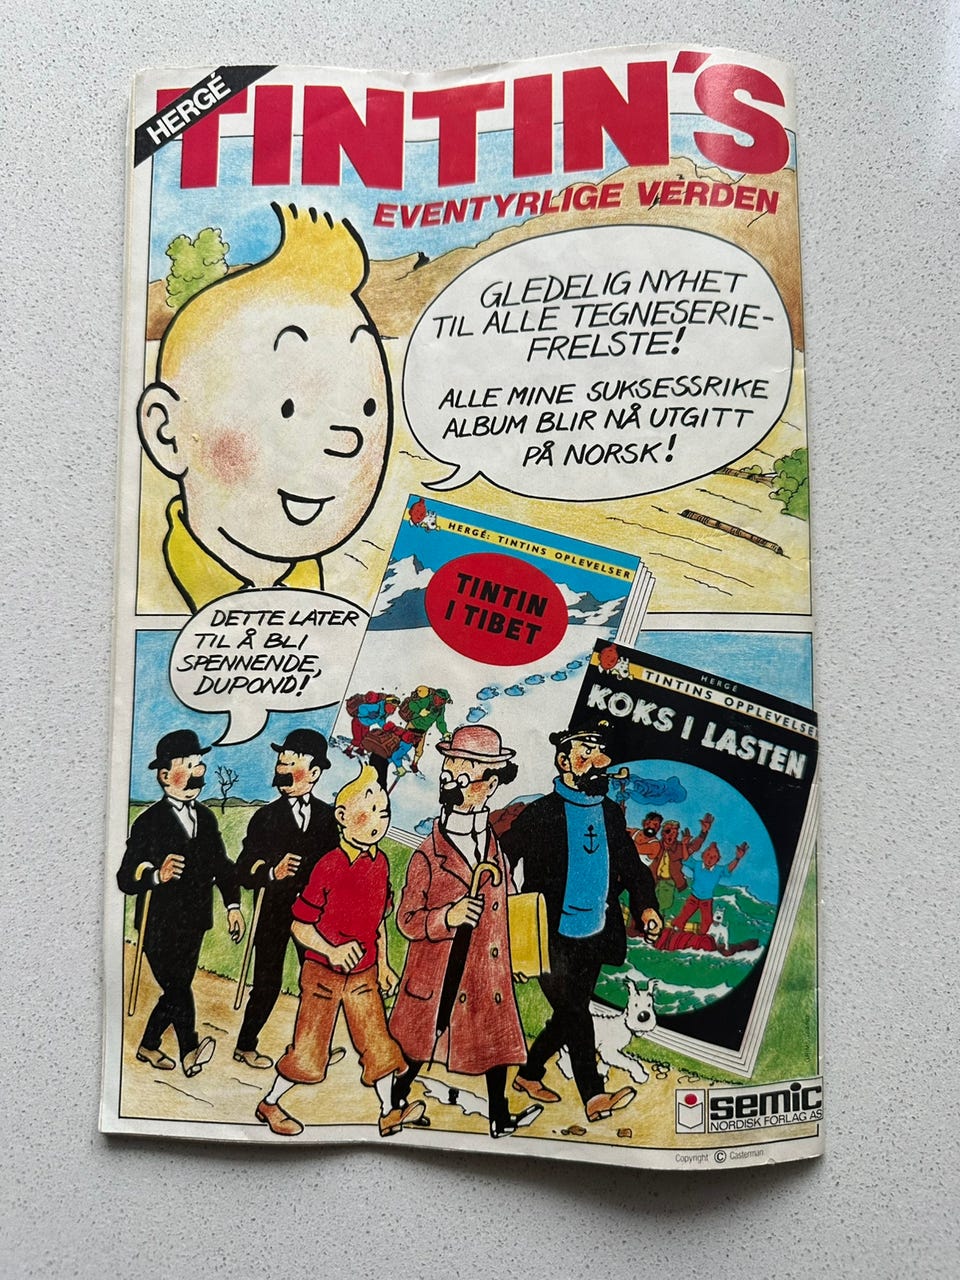 HERGÉ
TINTIN'S
EVENTYRLIGE VERDEN
GLEDELIG NYHET
TIL ALLE TEGNESERIE-
FRELSTE!
ALLE MINE SUKSESSRIKE
ALBUM BLIR NÅ UTGITT
PÅ NORSK!
HERGÉ: TINTINS OPLEVELSER
TINTIN
I TIBET
DETTE LATER
TIL Å BLI
SPENNENDE,
DUPOND!
HERGÉ
TINTINS OPPLEVELSE
KOKS I LASTEN
semic
NORDISK FORLAG AS
Copyright © Casterman